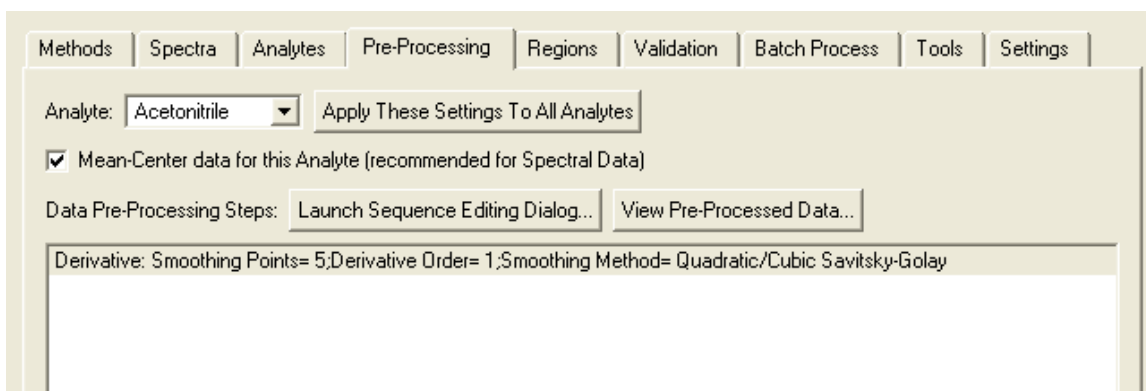 Methods Spectra Analytes Pre-Processing Regions Validation Batch Process Tools Settings
Analyte: Acetonitrile Apply These Settings To All Analytes
Mean-Center data for this Analyte (recommended for Spectral Data)
Data Pre-Processing Steps: Launch Sequence Editing Dialog... View Pre-Processed Data...
Derivative: Smoothing Points= 5;Derivative Order= 1;Smoothing Method= Quadratic/Cubic Savitsky-Golay